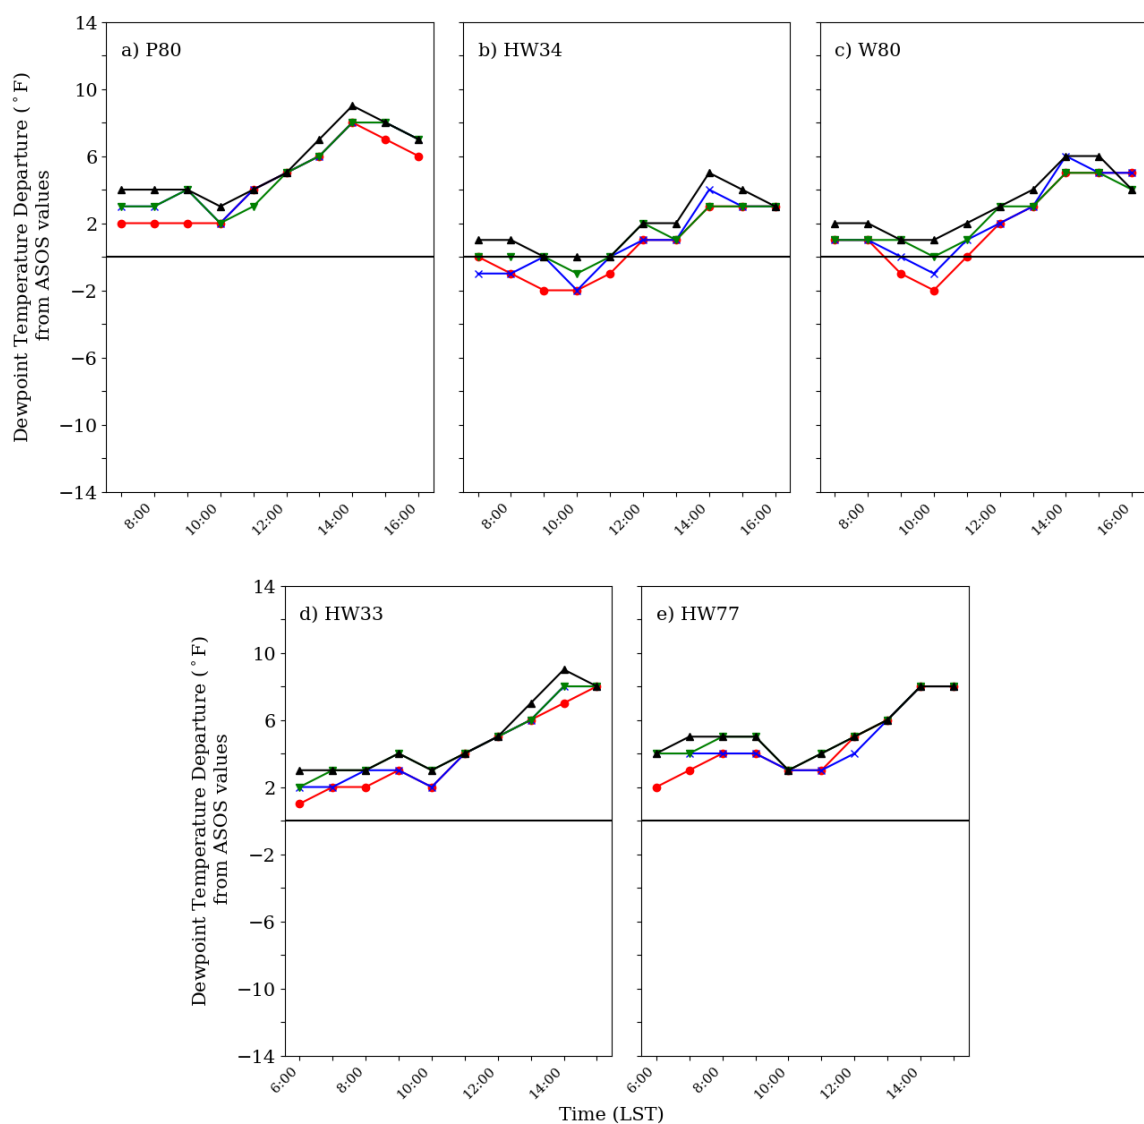 a) P80
b) HW34
c) W80
Dewpoint Temperature Departure (°F)
from ASOS values
14
10
6
2
−2
−6
−10
−14
8:00 10:00 12:00 14:00 16:00
8:00 10:00 12:00 14:00 16:00
8:00 10:00 12:00 14:00 16:00
d) HW33
e) HW77
Dewpoint Temperature Departure (°F)
from ASOS values
14
10
6
2
−2
−6
−10
−14
6:00 8:00 10:00 12:00 14:00
6:00 8:00 10:00 12:00 14:00
Time (LST)